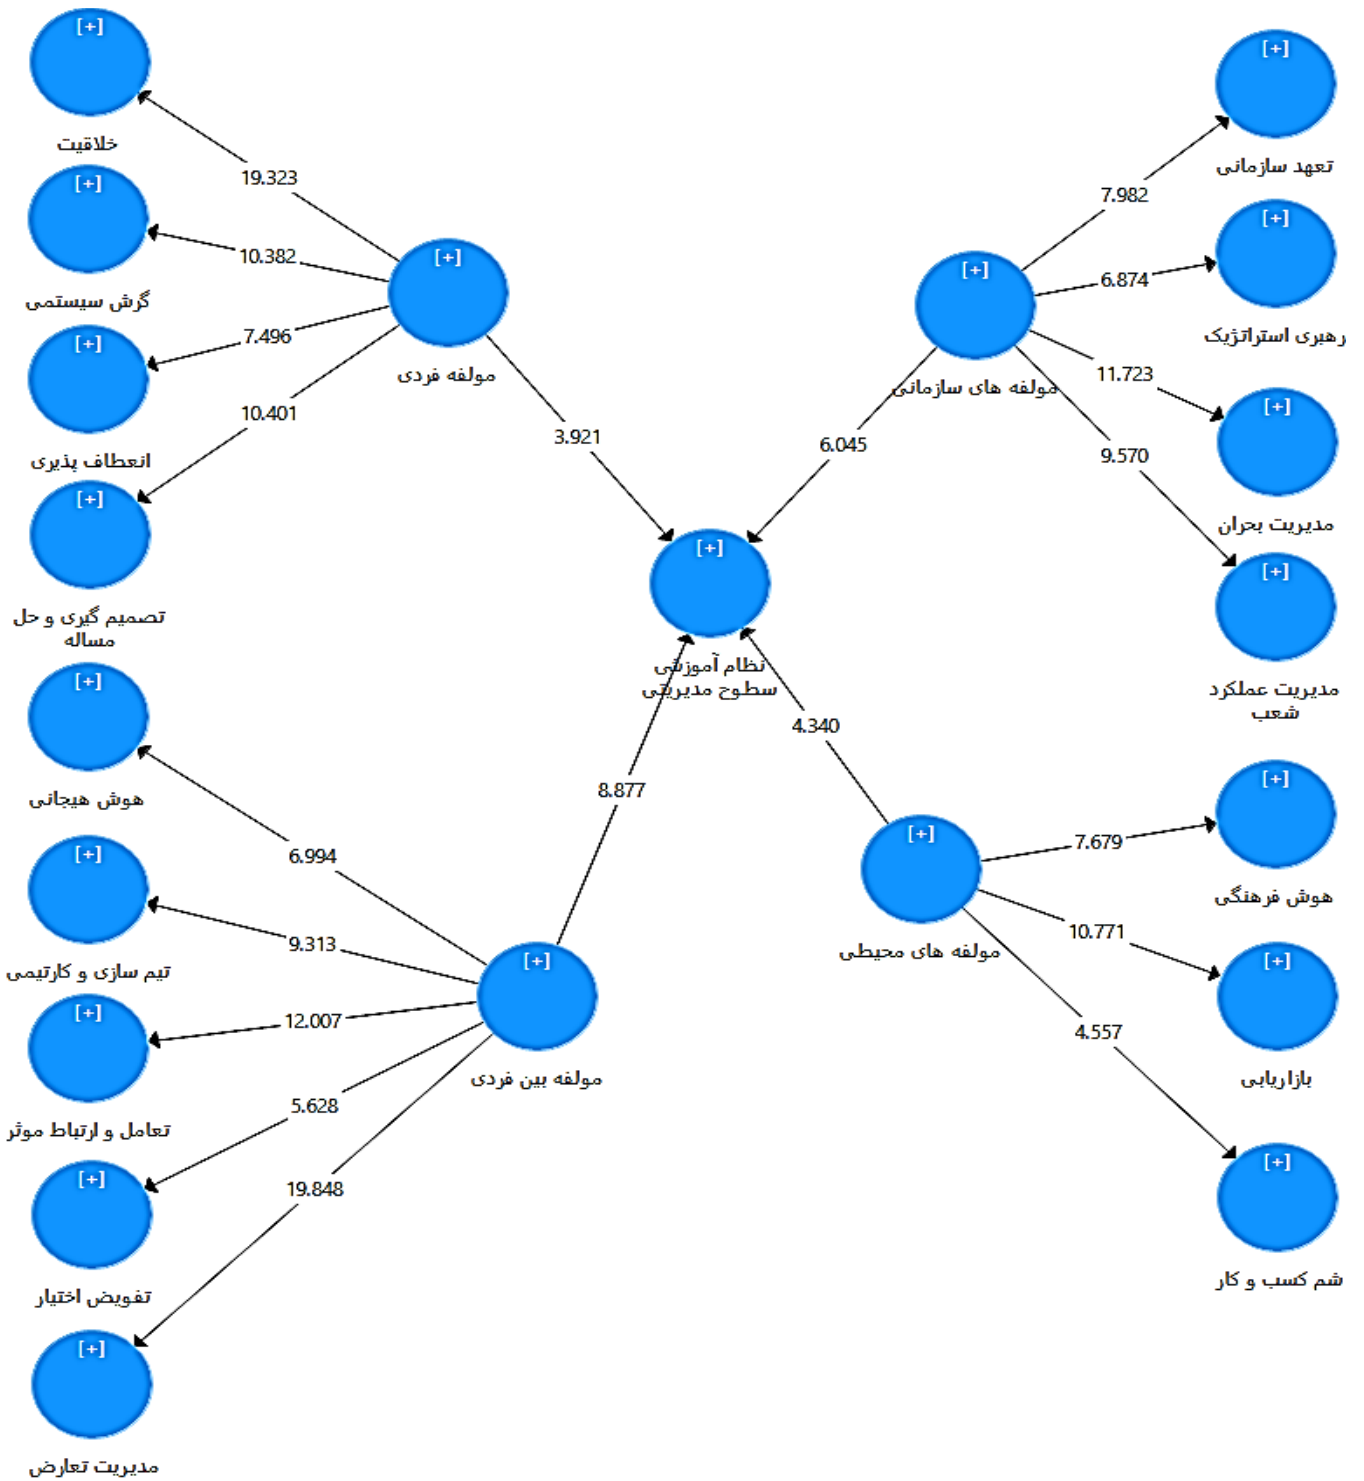 [+]
خلاقیت
[+]
گرش سیستمی
[+]
انعطاف پذیری
[+]
تصمیم گیری و حل
مساله
[+]
هوش هیجانی
[+]
تیم سازی و کارتیمی
[+]
تعامل و ارتباط موثر
[+]
تفویض اختیار
[+]
مدیریت تعارض
19.323
10.382
7.496
10.401
[+]
مولفه فردی
3.921
6.994
9.313
12.007
5.628
19.848
[+]
مولفه بین فردی
8.877
[+]
نظام آموزشی
سطوح مدیریتی
6.045
4.340
[+]
مولفه های سازمانی
7.982
6.874
11.723
9.570
[+]
مولفه های محیطی
7.679
10.771
4.557
[+]
تعهد سازمانی
[+]
رهبری استراتژیک
[+]
مدیریت بحران
[+]
مدیریت عملکرد
شعب
[+]
هوش فرهنگی
[+]
بازاریابی
[+]
شم کسب و کار